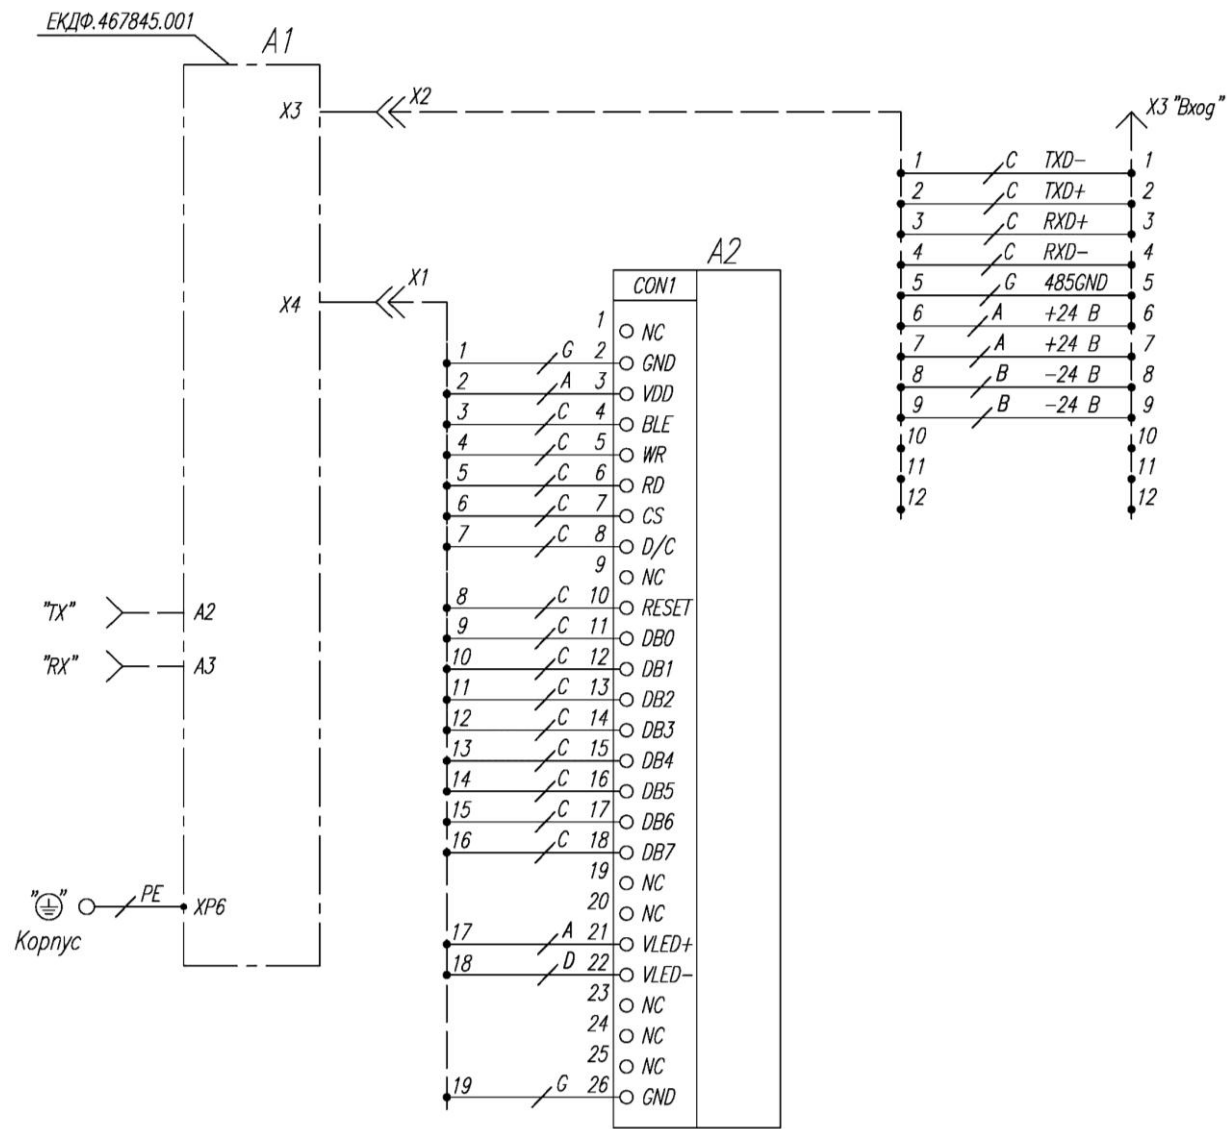 ЕКДФ.467845.001
A1
X3
X2
X3 "Вход"
1 C TXD- 1
2 C TXD+ 2
3 C RXD+ 3
4 C RXD- 4
5 G 485GND 5
6 A +24 В 6
7 A +24 В 7
8 B -24 В 8
9 B -24 В 9
10 10
11 11
12 12
X4
X1
A2
CON1
1 NC
1 G 2 GND
2 A 3 VDD
3 C 4 BLE
4 C 5 WR
5 C 6 RD
6 C 7 CS
7 C 8 D/C
9 NC
8 C 10 RESET
9 C 11 DB0
10 C 12 DB1
11 C 13 DB2
12 C 14 DB3
13 C 15 DB4
14 C 16 DB5
15 C 17 DB6
16 C 18 DB7
19 NC
20 NC
17 A 21 VLED+
18 D 22 VLED-
23 NC
24 NC
25 NC
19 G 26 GND
"TX" A2
"RX" A3
"⏚" PE XP6
Корпус